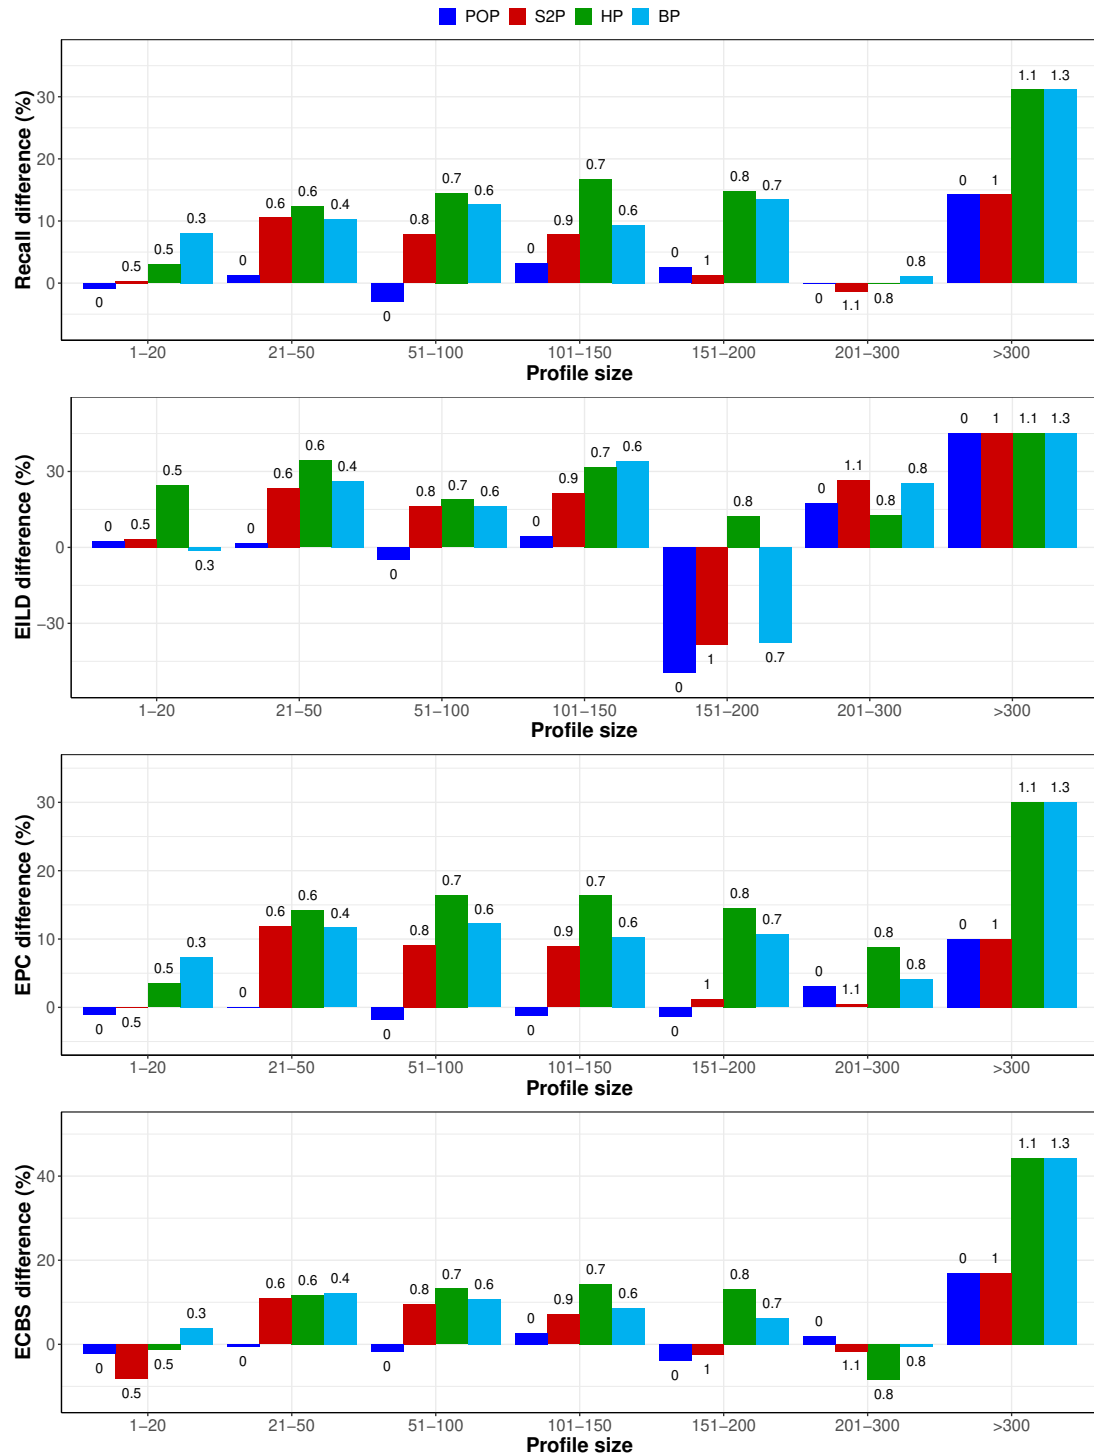 POP S2P HP BP
Recall difference (%)
30
20
10
0
0 0.5 0.5 0.3
0 0.6 0.6 0.4
0 0.8 0.7 0.6
0 0.9 0.7 0.6
0 1 0.8 0.7
0 1.1 0.8 0.8
0 1 1.1 1.3
1−20 21−50 51−100 101−150 151−200 201−300 >300
Profile size
EILD difference (%)
30
0
−30
0 0.5 0.5 0.3
0 0.6 0.6 0.4
0 0.8 0.7 0.6
0 0.9 0.7 0.6
0 1 0.8 0.7
0 1.1 0.8 0.8
0 1 1.1 1.3
1−20 21−50 51−100 101−150 151−200 201−300 >300
Profile size
EPC difference (%)
30
20
10
0
0 0.5 0.5 0.3
0 0.6 0.6 0.4
0 0.8 0.7 0.6
0 0.9 0.7 0.6
0 1 0.8 0.7
0 1.1 0.8 0.8
0 1 1.1 1.3
1−20 21−50 51−100 101−150 151−200 201−300 >300
Profile size
ECBS difference (%)
40
20
0
0 0.5 0.5 0.3
0 0.6 0.6 0.4
0 0.8 0.7 0.6
0 0.9 0.7 0.6
0 1 0.8 0.7
0 1.1 0.8 0.8
0 1 1.1 1.3
1−20 21−50 51−100 101−150 151−200 201−300 >300
Profile size